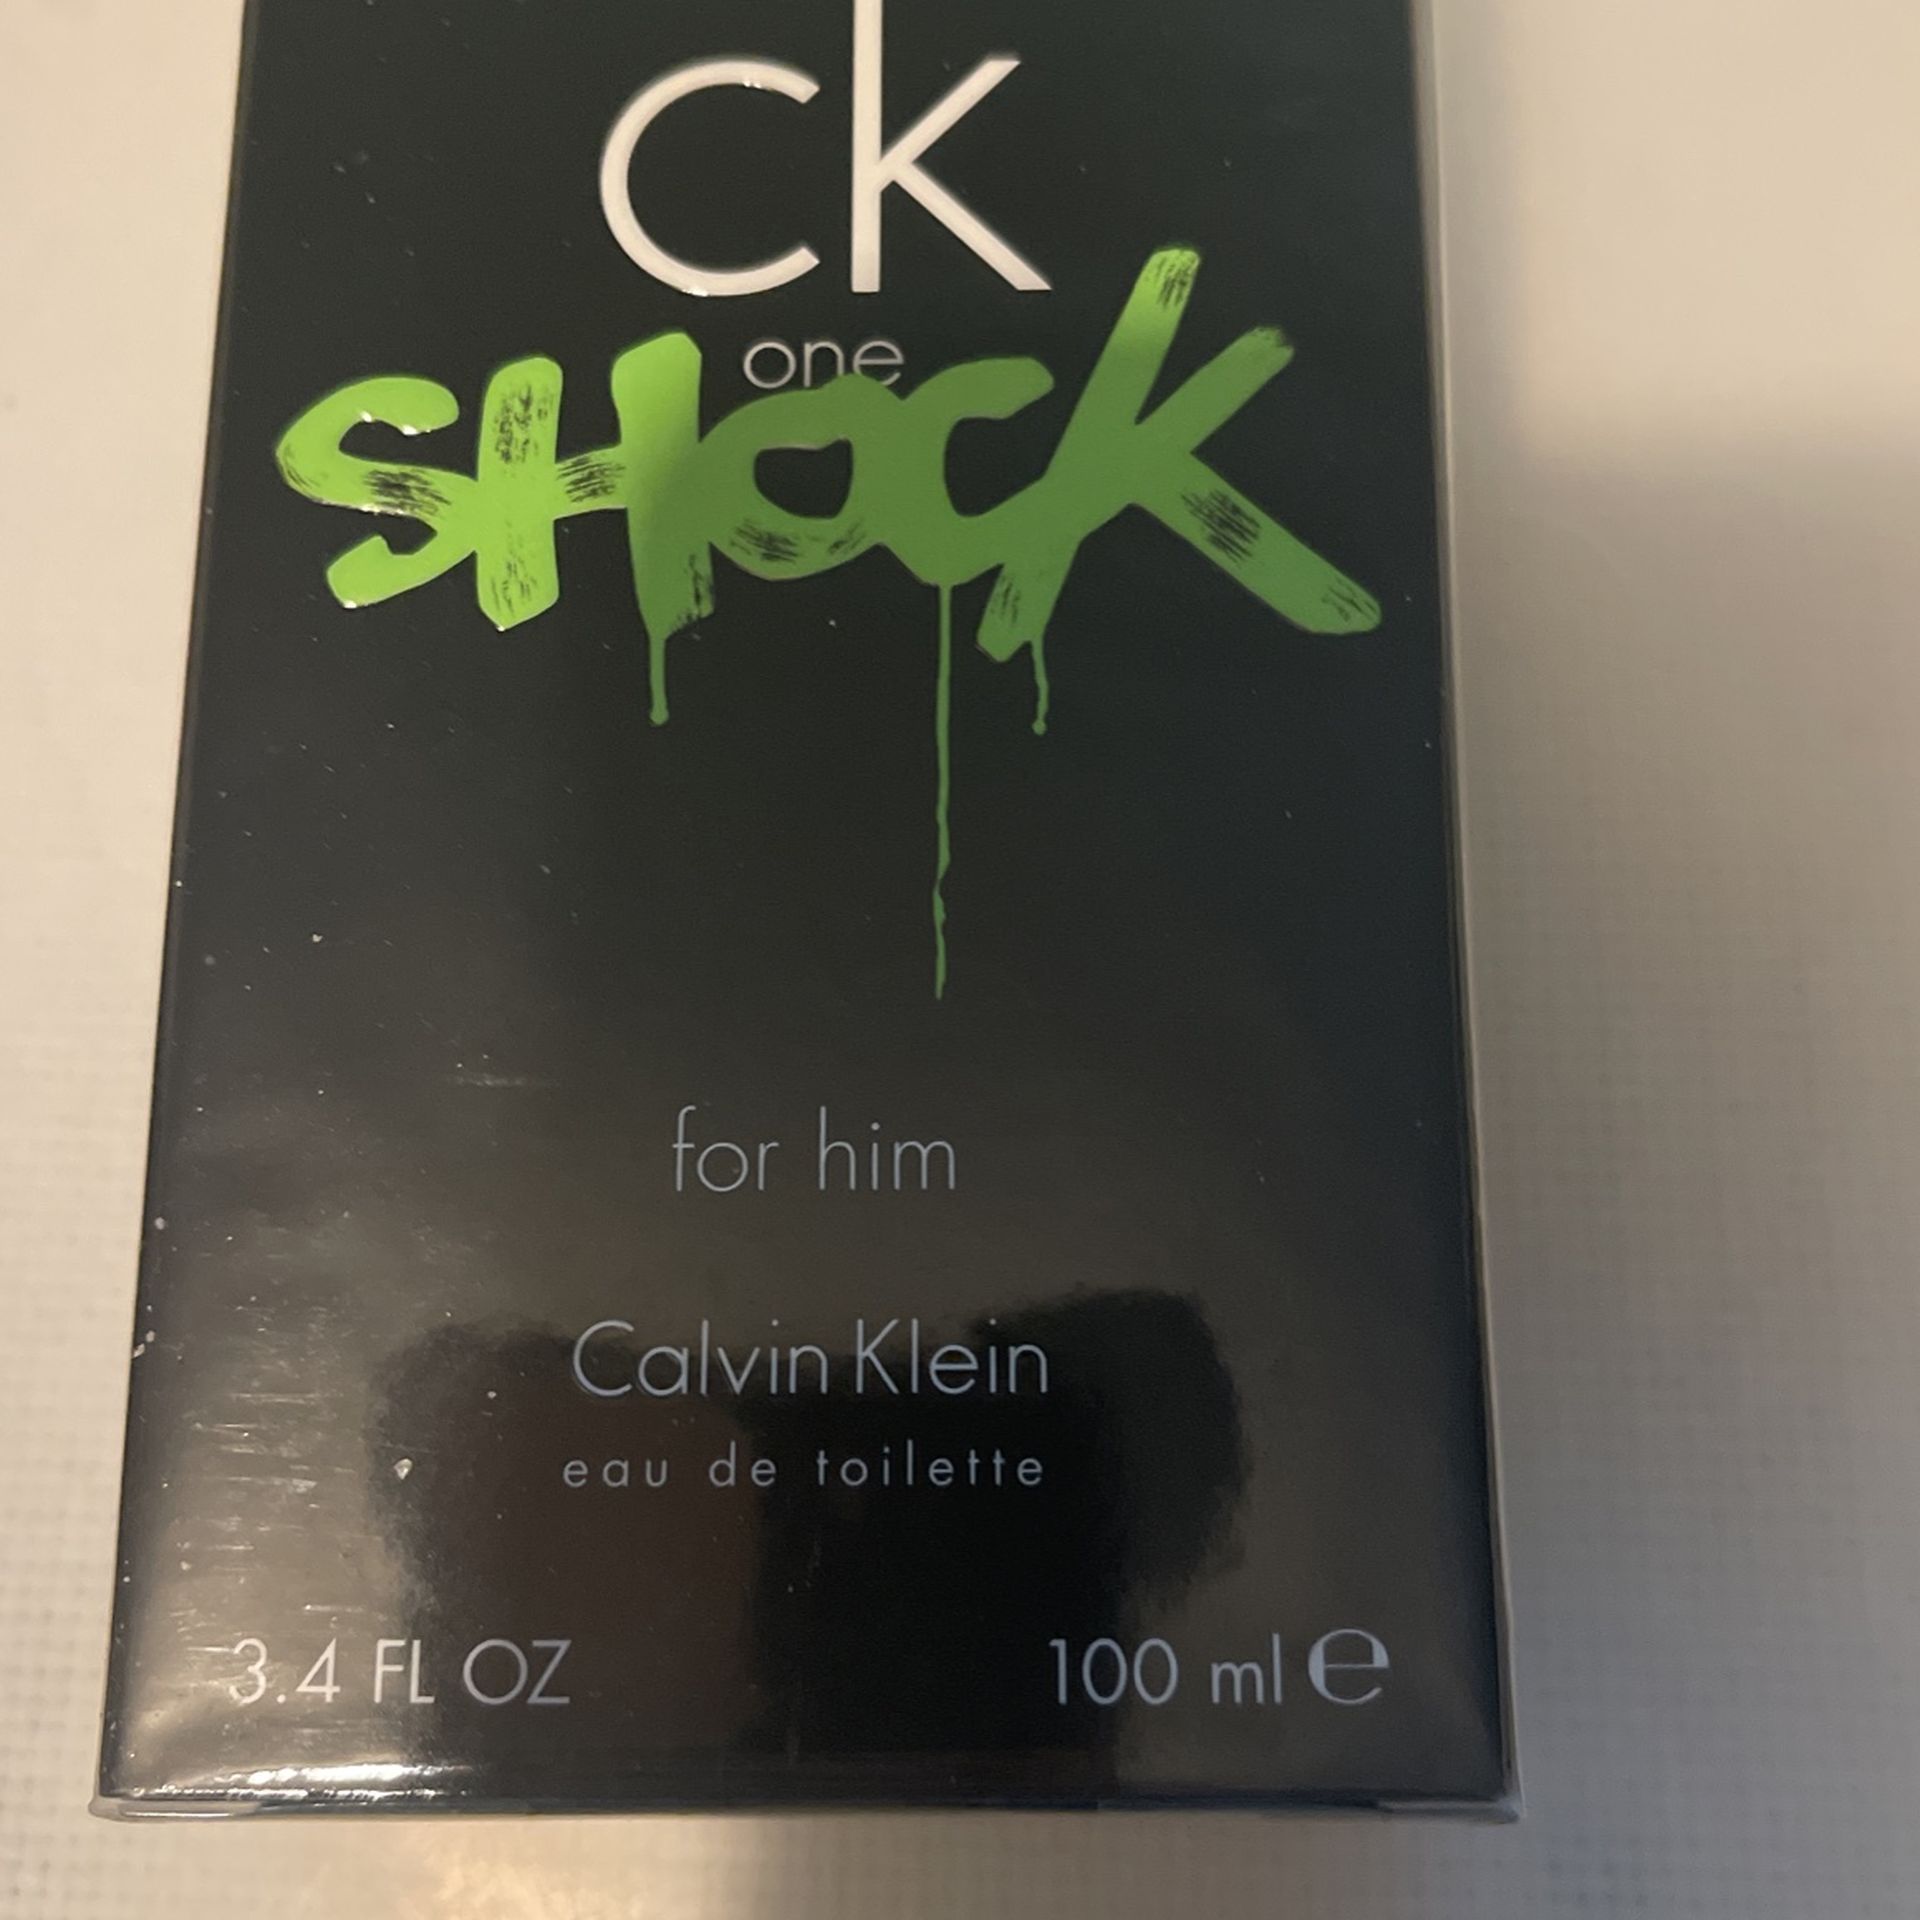 ck
one
SHOCK
for him
Calvin Klein
eau de toilette
3.4 FL OZ 100 ml e